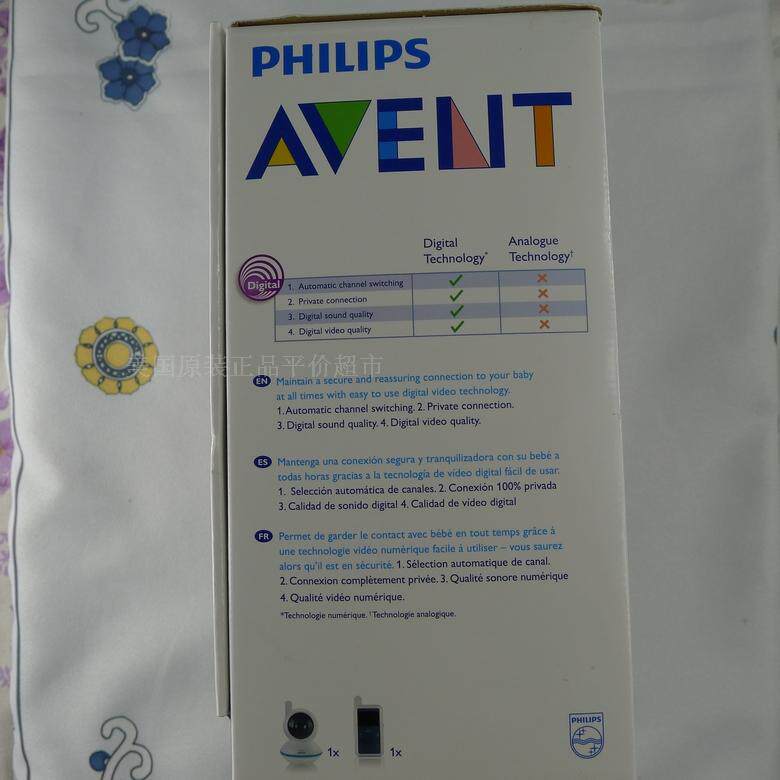 PHILIPS
AVENT
Digital Analogue
Technology* Technology†
Digital
1. Automatic channel switching
2. Private connection
3. Digital sound quality
4. Digital video quality
美国原装正品平价超市
EN Maintain a secure and reassuring connection to your baby
at all times with easy to use digital video technology.
1. Automatic channel switching. 2. Private connection.
3. Digital sound quality. 4. Digital video quality.
ES Mantenga una conexión segura y tranquilizadora con su bebé a
todas horas gracias a la tecnología de vídeo digital fácil de usar.
1. Selección automática de canales. 2. Conexión 100% privada
3. Calidad de sonido digital 4. Calidad de vídeo digital
FR Permet de garder le contact avec bébé en tout temps grâce à
une technologie vidéo numérique facile à utiliser – vous saurez
alors qu'il est en sécurité. 1. Sélection automatique de canal.
2. Connexion complètement privée. 3. Qualité sonore numérique
4. Qualité vidéo numérique.
*Technologie numérique. †Technologie analogique.
1x 1x
PHILIPS